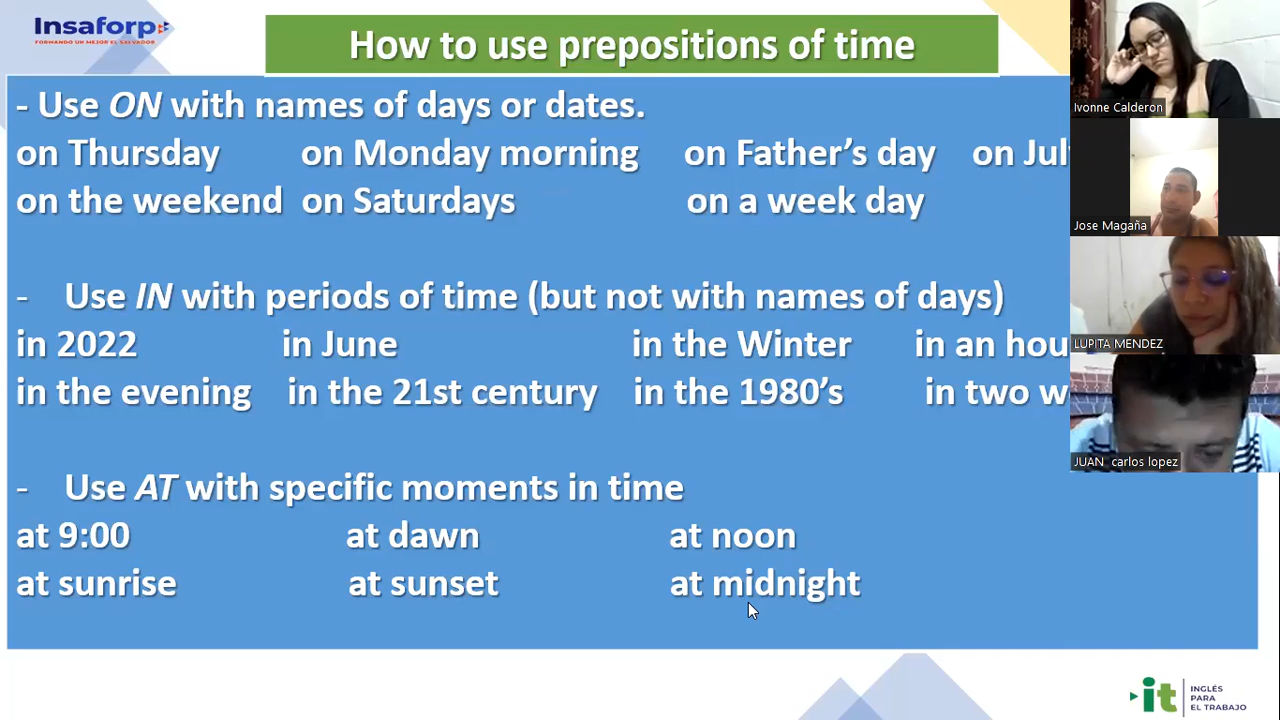 Insaforp
FORMANDO UN MEJOR EL SALVADOR
How to use prepositions of time
- Use ON with names of days or dates.
on Thursday on Monday morning on Father's day on
on the weekend on Saturdays on a week day
- Use IN with periods of time (but not with names of days)
in 2022 in June in the Winter in an
in the evening in the 21st century in the 1980's in two
- Use AT with specific moments in time
at 9:00 at dawn at noon
at sunrise at sunset at midnight
Ivonne Calderon
Jose Magaña
LUPITA MENDEZ
JUAN carlos lopez
it
INGLÉS
PARA
EL TRABAJO